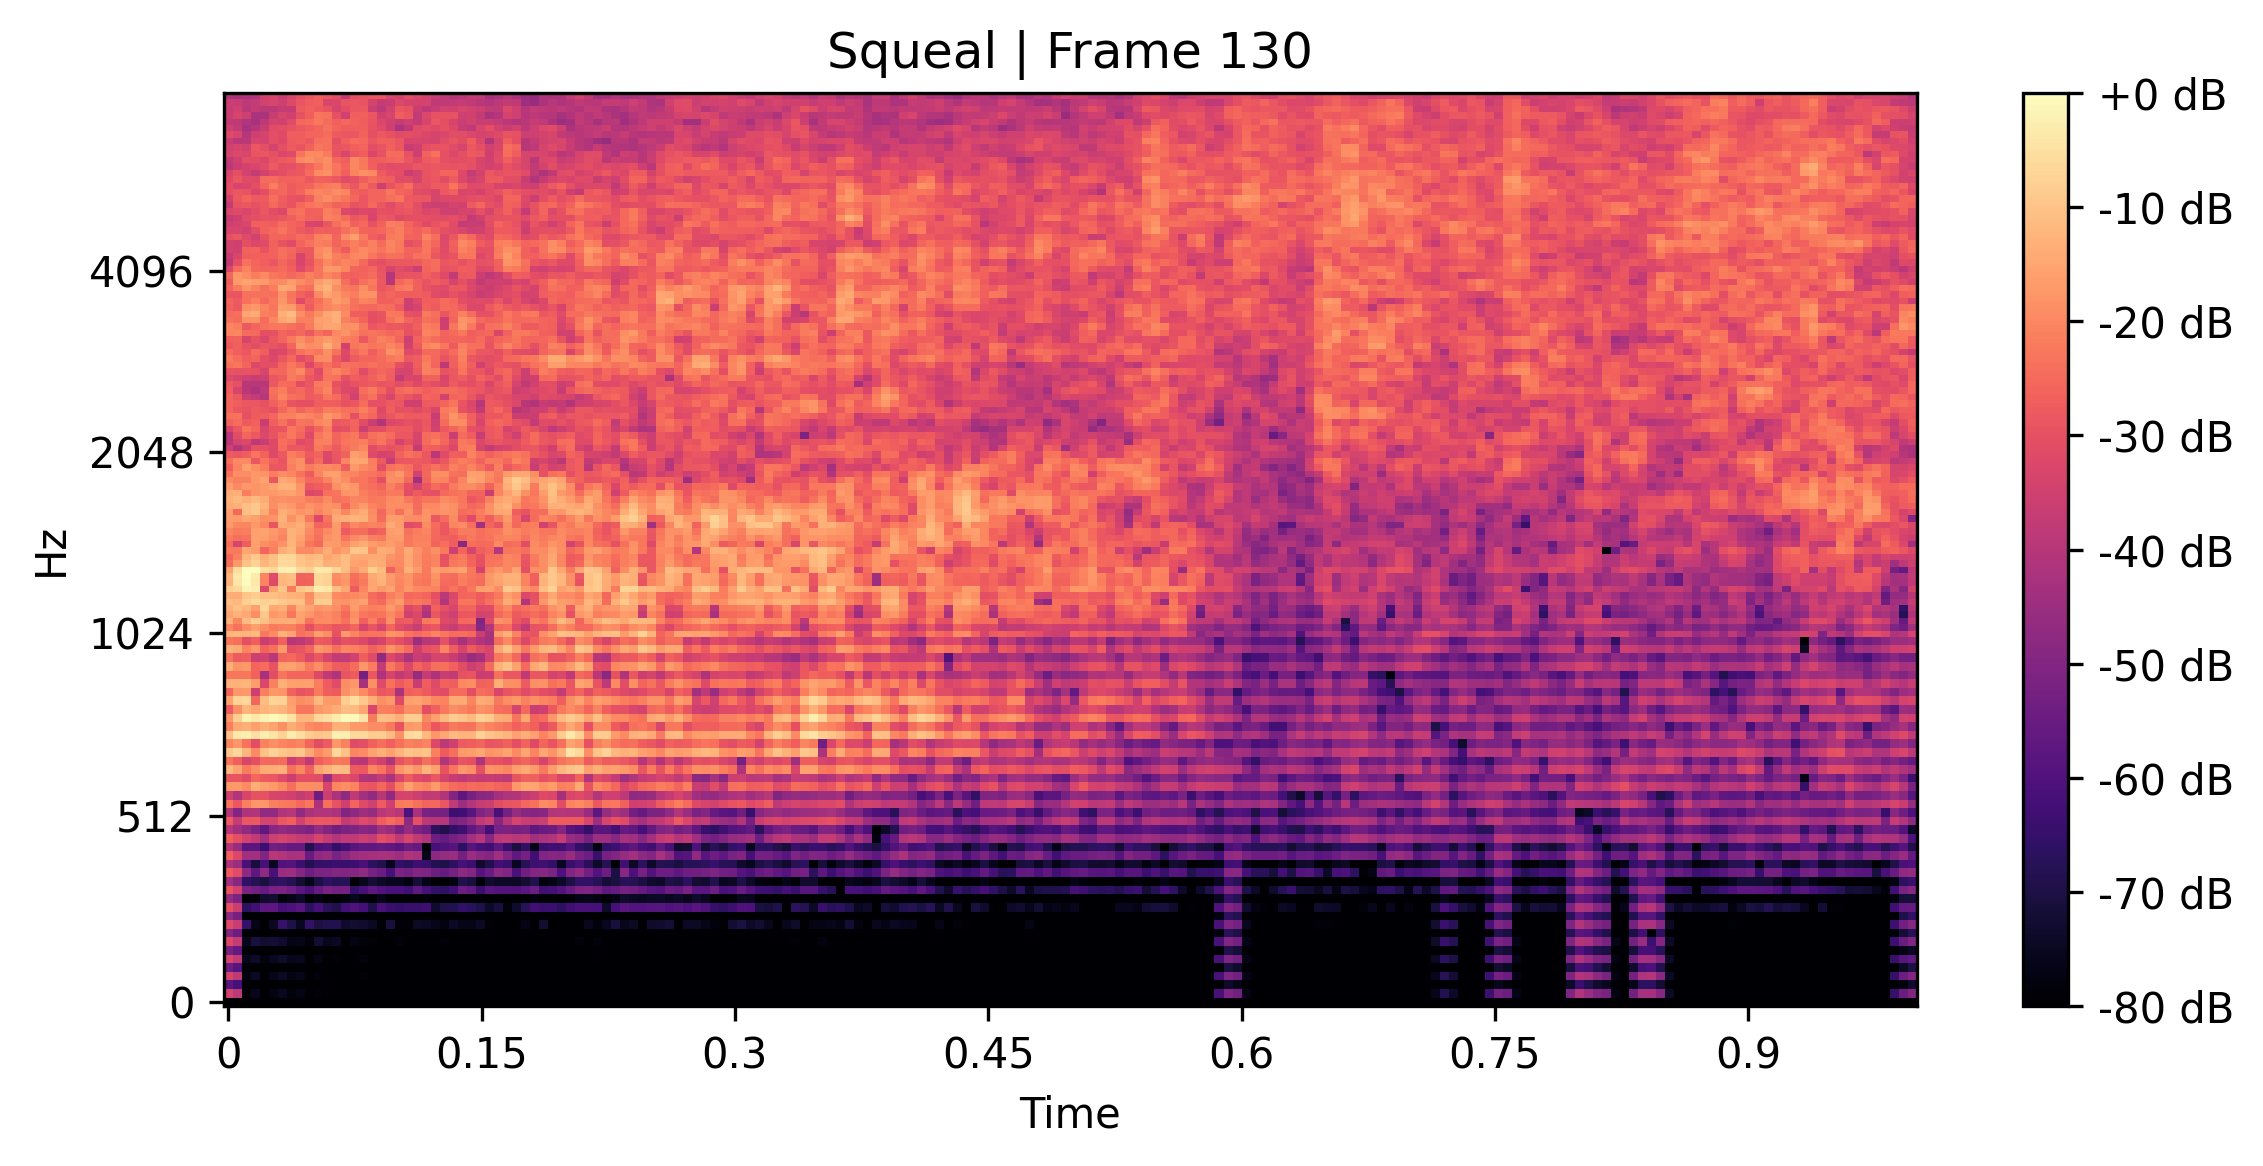 Squeal | Frame 130
+0 dB
-10 dB
-20 dB
-30 dB
-40 dB
-50 dB
-60 dB
-70 dB
-80 dB
Hz
4096
2048
1024
512
0
0 0.15 0.3 0.45 0.6 0.75 0.9
Time